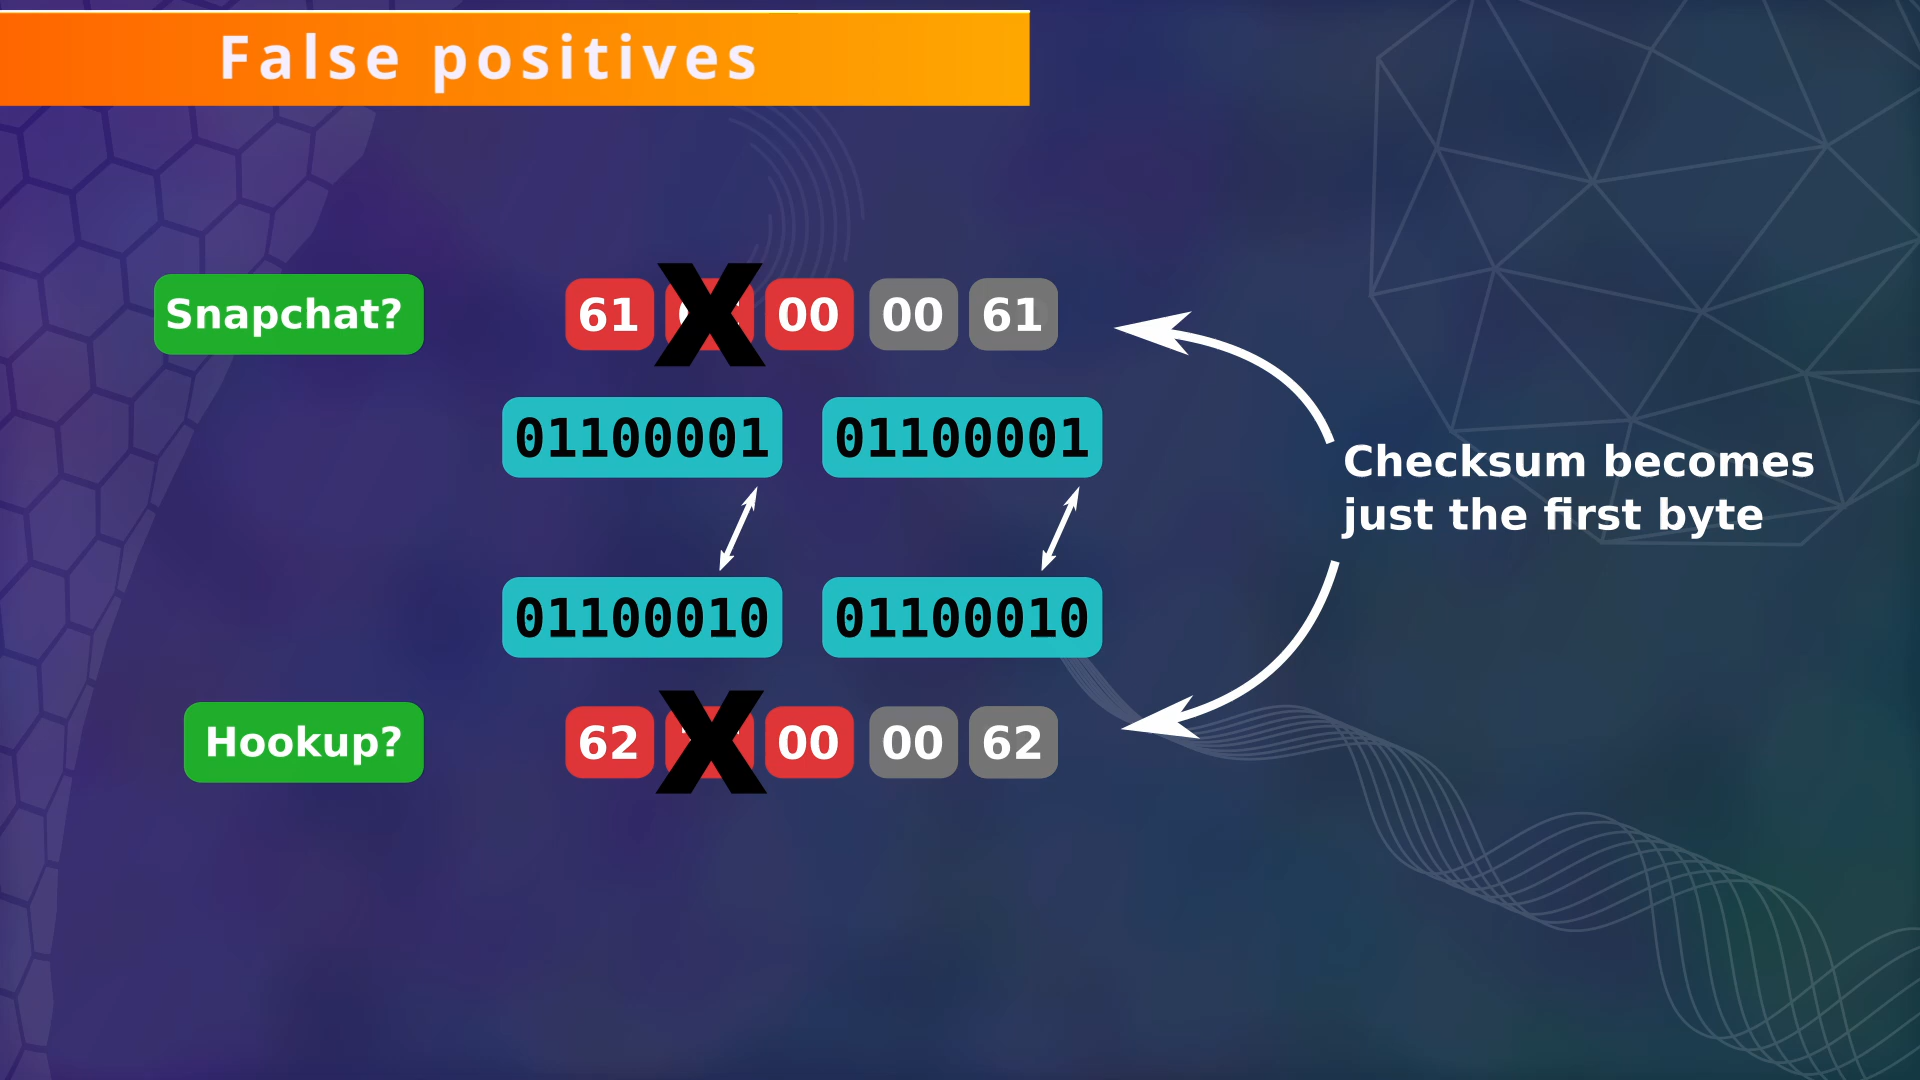 False positives
Snapchat?
61 00 00 61
01100001 01100001
Checksum becomes
just the first byte
01100010 01100010
Hookup?
62 00 00 62